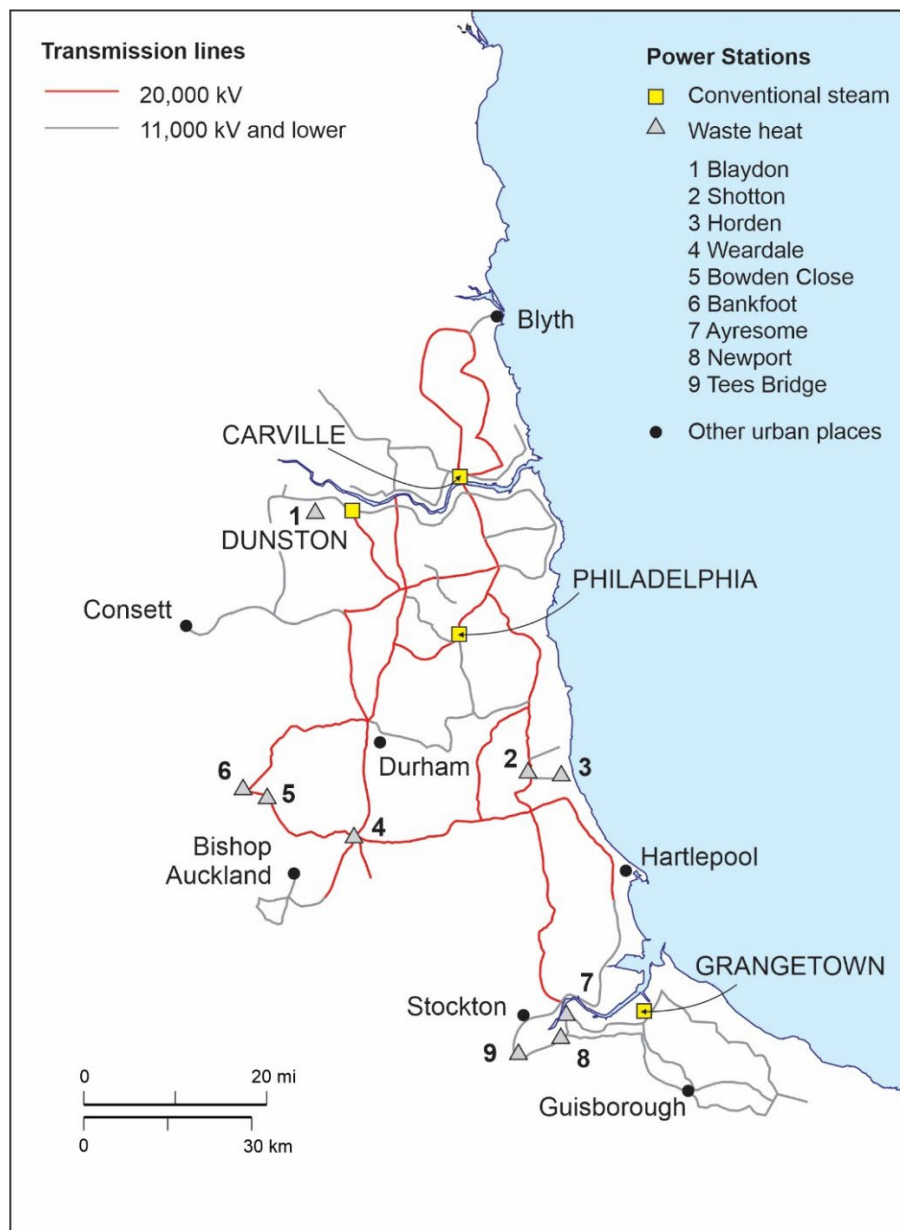 Transmission lines
20,000 kV
11,000 kV and lower
Power Stations
Conventional steam
Waste heat
1 Blaydon
2 Shotton
3 Horden
4 Weardale
5 Bowden Close
6 Bankfoot
7 Ayresome
8 Newport
9 Tees Bridge
Other urban places
Blyth
CARVILLE
1
DUNSTON
PHILADELPHIA
Consett
Durham
2
3
6
5
4
Bishop
Auckland
Hartlepool
GRANGETOWN
7
Stockton
9
8
Guisborough
0 20 mi
0 30 km